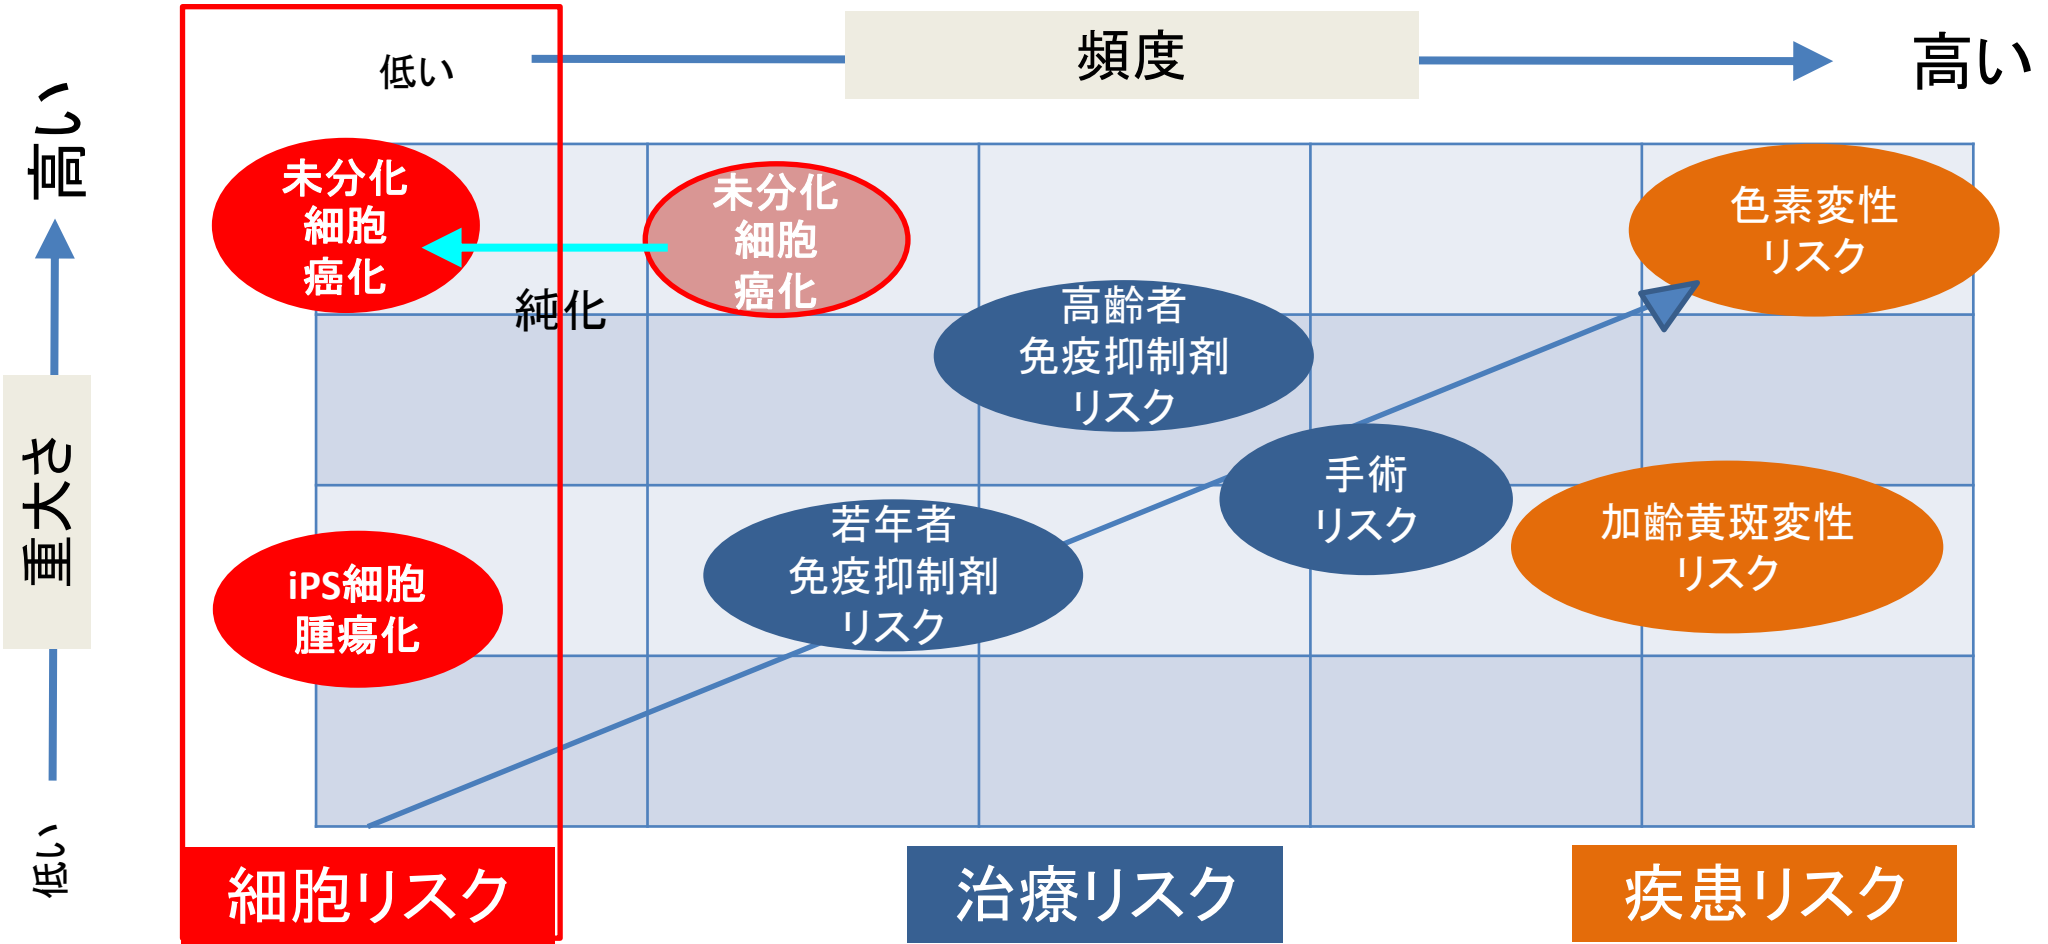 低い
頻度
高い
高い
重大さ
低い
未分化
細胞
癌化
純化
未分化
細胞
癌化
色素変性
リスク
高齢者
免疫抑制剤
リスク
手術
リスク
加齢黄斑変性
リスク
若年者
免疫抑制剤
リスク
iPS細胞
腫瘍化
細胞リスク
治療リスク
疾患リスク